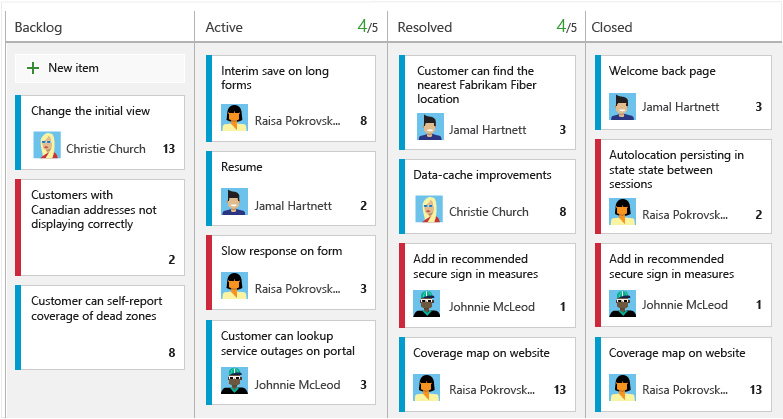 Backlog
Active 4/5
Resolved 4/5
Closed
+ New item
Change the initial view
Christie Church 13
Customers with
Canadian addresses not
displaying correctly
2
Customer can self-report
coverage of dead zones
8
Interim save on long
forms
Raisa Pokrovsk... 8
Resume
Jamal Hartnett 2
Slow response on form
Raisa Pokrovsk... 3
Customer can lookup
service outages on portal
Johnnie McLeod 3
Customer can find the
nearest Fabrikam Fiber
location
Jamal Hartnett 3
Data-cache improvements
Christie Church 8
Add in recommended
secure sign in measures
Johnnie McLeod 1
Coverage map on website
Raisa Pokrovsk... 13
Welcome back page
Jamal Hartnett 3
Autolocation persisting in
state state between
sessions
Raisa Pokrovsk... 2
Add in recommended
secure sign in measures
Johnnie McLeod 1
Coverage map on website
Raisa Pokrovsk... 13